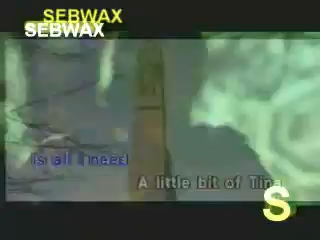 SEBWAX
SEBWAX
Is all I need
A little bit of Tina
S